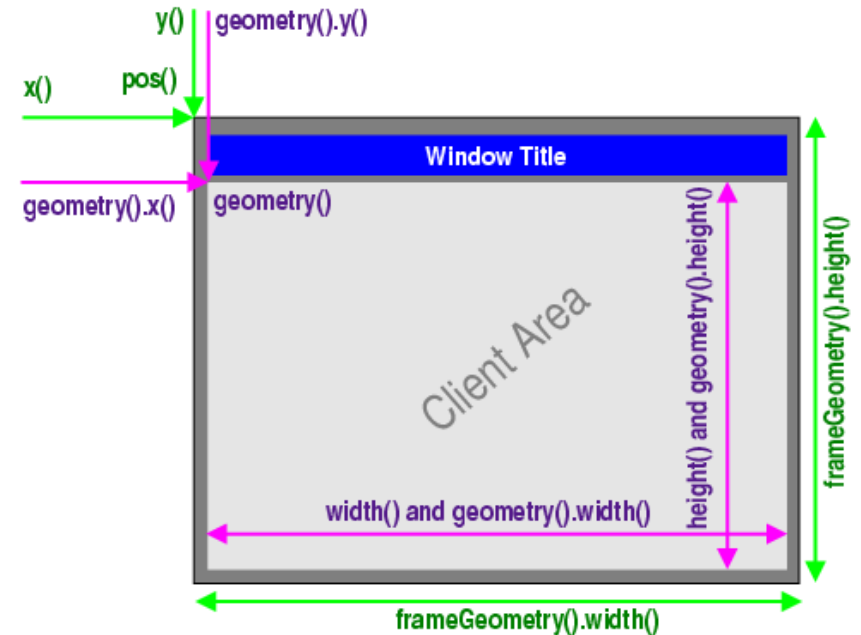 y()
geometry().y()
x()
pos()
Window Title
geometry().x()
geometry()
Client Area
height() and geometry().height()
frameGeometry().height()
width() and geometry().width()
frameGeometry().width()